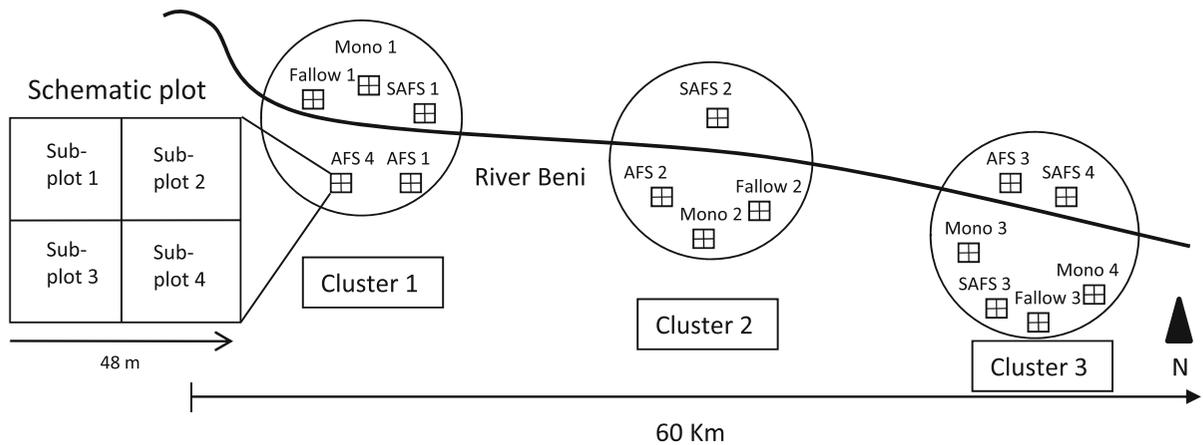 Schematic plot
Sub-
plot 1
Sub-
plot 2
Sub-
plot 3
Sub-
plot 4
48 m
Mono 1
Fallow 1
SAFS 1
AFS 4
AFS 1
Cluster 1
River Beni
SAFS 2
AFS 2
Fallow 2
Mono 2
Cluster 2
AFS 3
SAFS 4
Mono 3
Mono 4
SAFS 3
Fallow 3
Cluster 3
N
60 Km